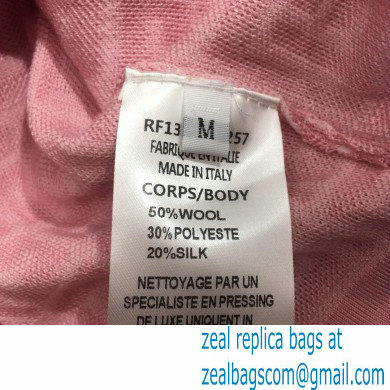 M
RF13 257
FABRIQUE EN ITALIE
MADE IN ITALY
CORPS/BODY
50%WOOL
30%POLYESTE
20%SILK
NETTOYAGE PAR UN
SPECIALISTE EN PRESSING
DE LUXE UNIQUENT IN
zeal replica bags at
zealbagscom@gmail.com